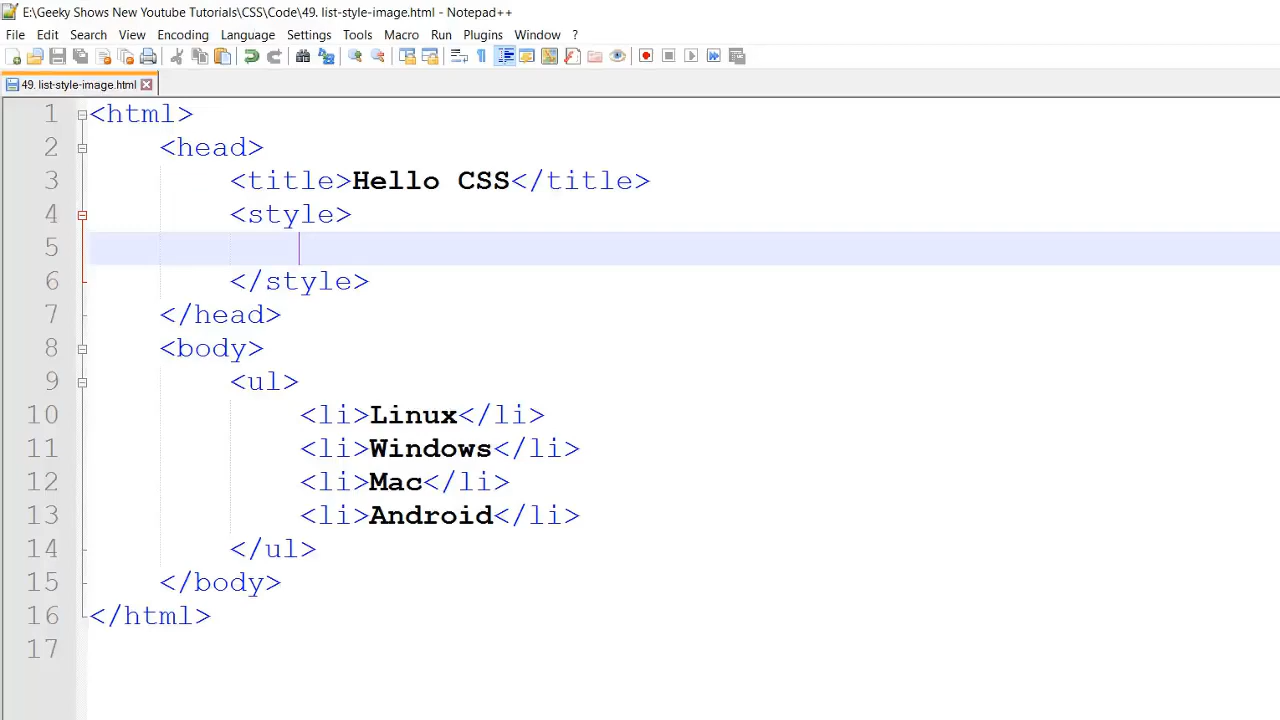 E:\Geeky Shows New Youtube Tutorials\CSS\Code\49. list-style-image.html - Notepad++
File Edit Search View Encoding Language Settings Tools Macro Run Plugins Window ?
49. list-style-image.html
1 <html>
2 <head>
3 <title>Hello CSS</title>
4 <style>
5
6 </style>
7 </head>
8 <body>
9 <ul>
10 <li>Linux</li>
11 <li>Windows</li>
12 <li>Mac</li>
13 <li>Android</li>
14 </ul>
15 </body>
16 </html>
17